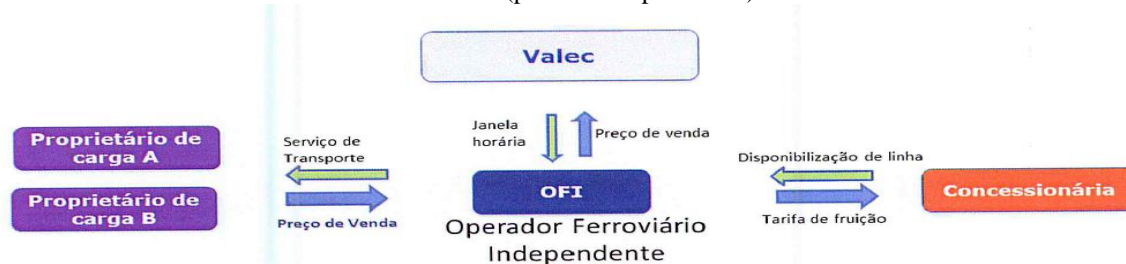 Valec
Proprietário de
carga A
Proprietário de
carga B
Serviço de
Transporte
Preço de Venda
Janela
horária
Preço de venda
OFI
Operador Ferroviário
Independente
Disponibilização de linha
Tarifa de fruição
Concessionária